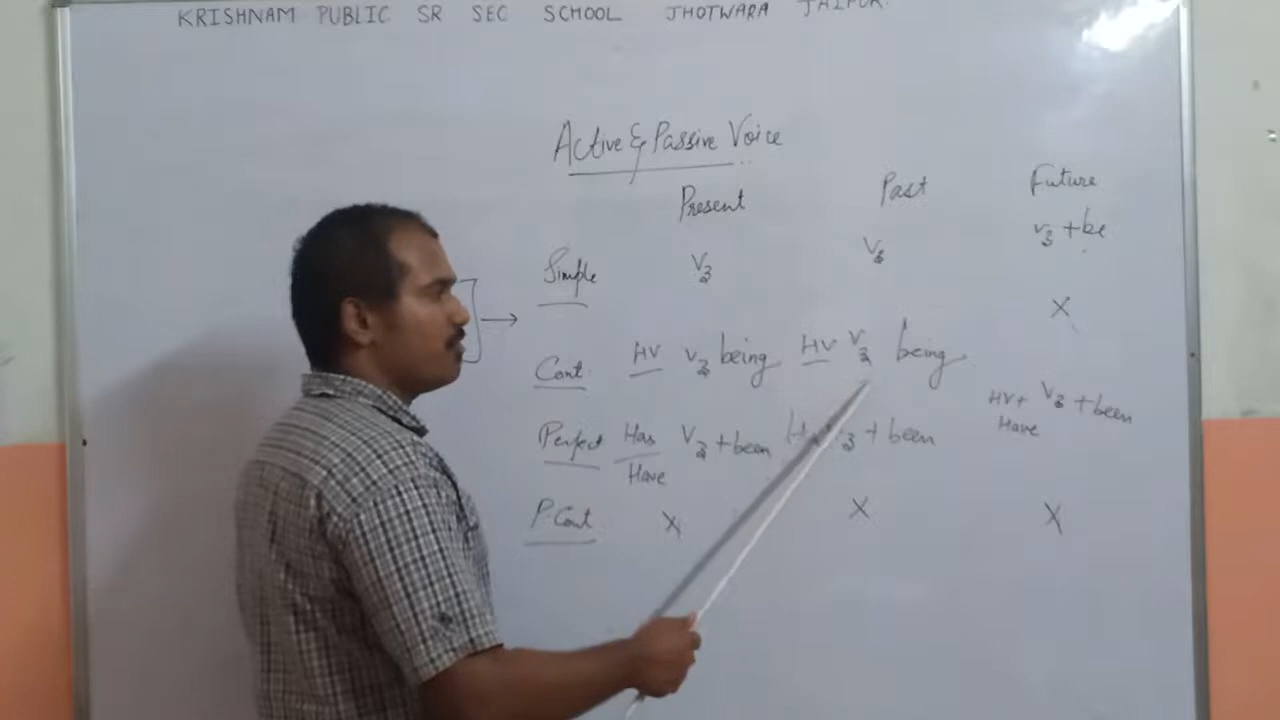 KRISHNAM PUBLIC SR SEC SCHOOL JHOTWARA JAIPUR
Active & Passive Voice
Present Past Future
Simple V3 V3 V3 + be
X
Cont. HV V3 being HV V3 being
Perfect Has V3 + been 3 + been HV+ V3 + been
Have Have
P. Cont X X X